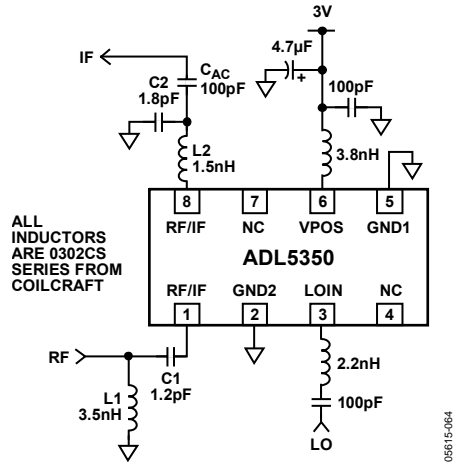 3V
IF
4.7µF
+
CAC
100pF
C2
1.8pF
100pF
L2
1.5nH
3.8nH
8
7
6
5
RF/IF
NC
VPOS
GND1
ALL
INDUCTORS
ARE 0302CS
SERIES FROM
COILCRAFT
ADL5350
RF/IF
GND2
LOIN
NC
1
2
3
4
RF
C1
1.2pF
L1
3.5nH
2.2nH
100pF
LO
05615-064